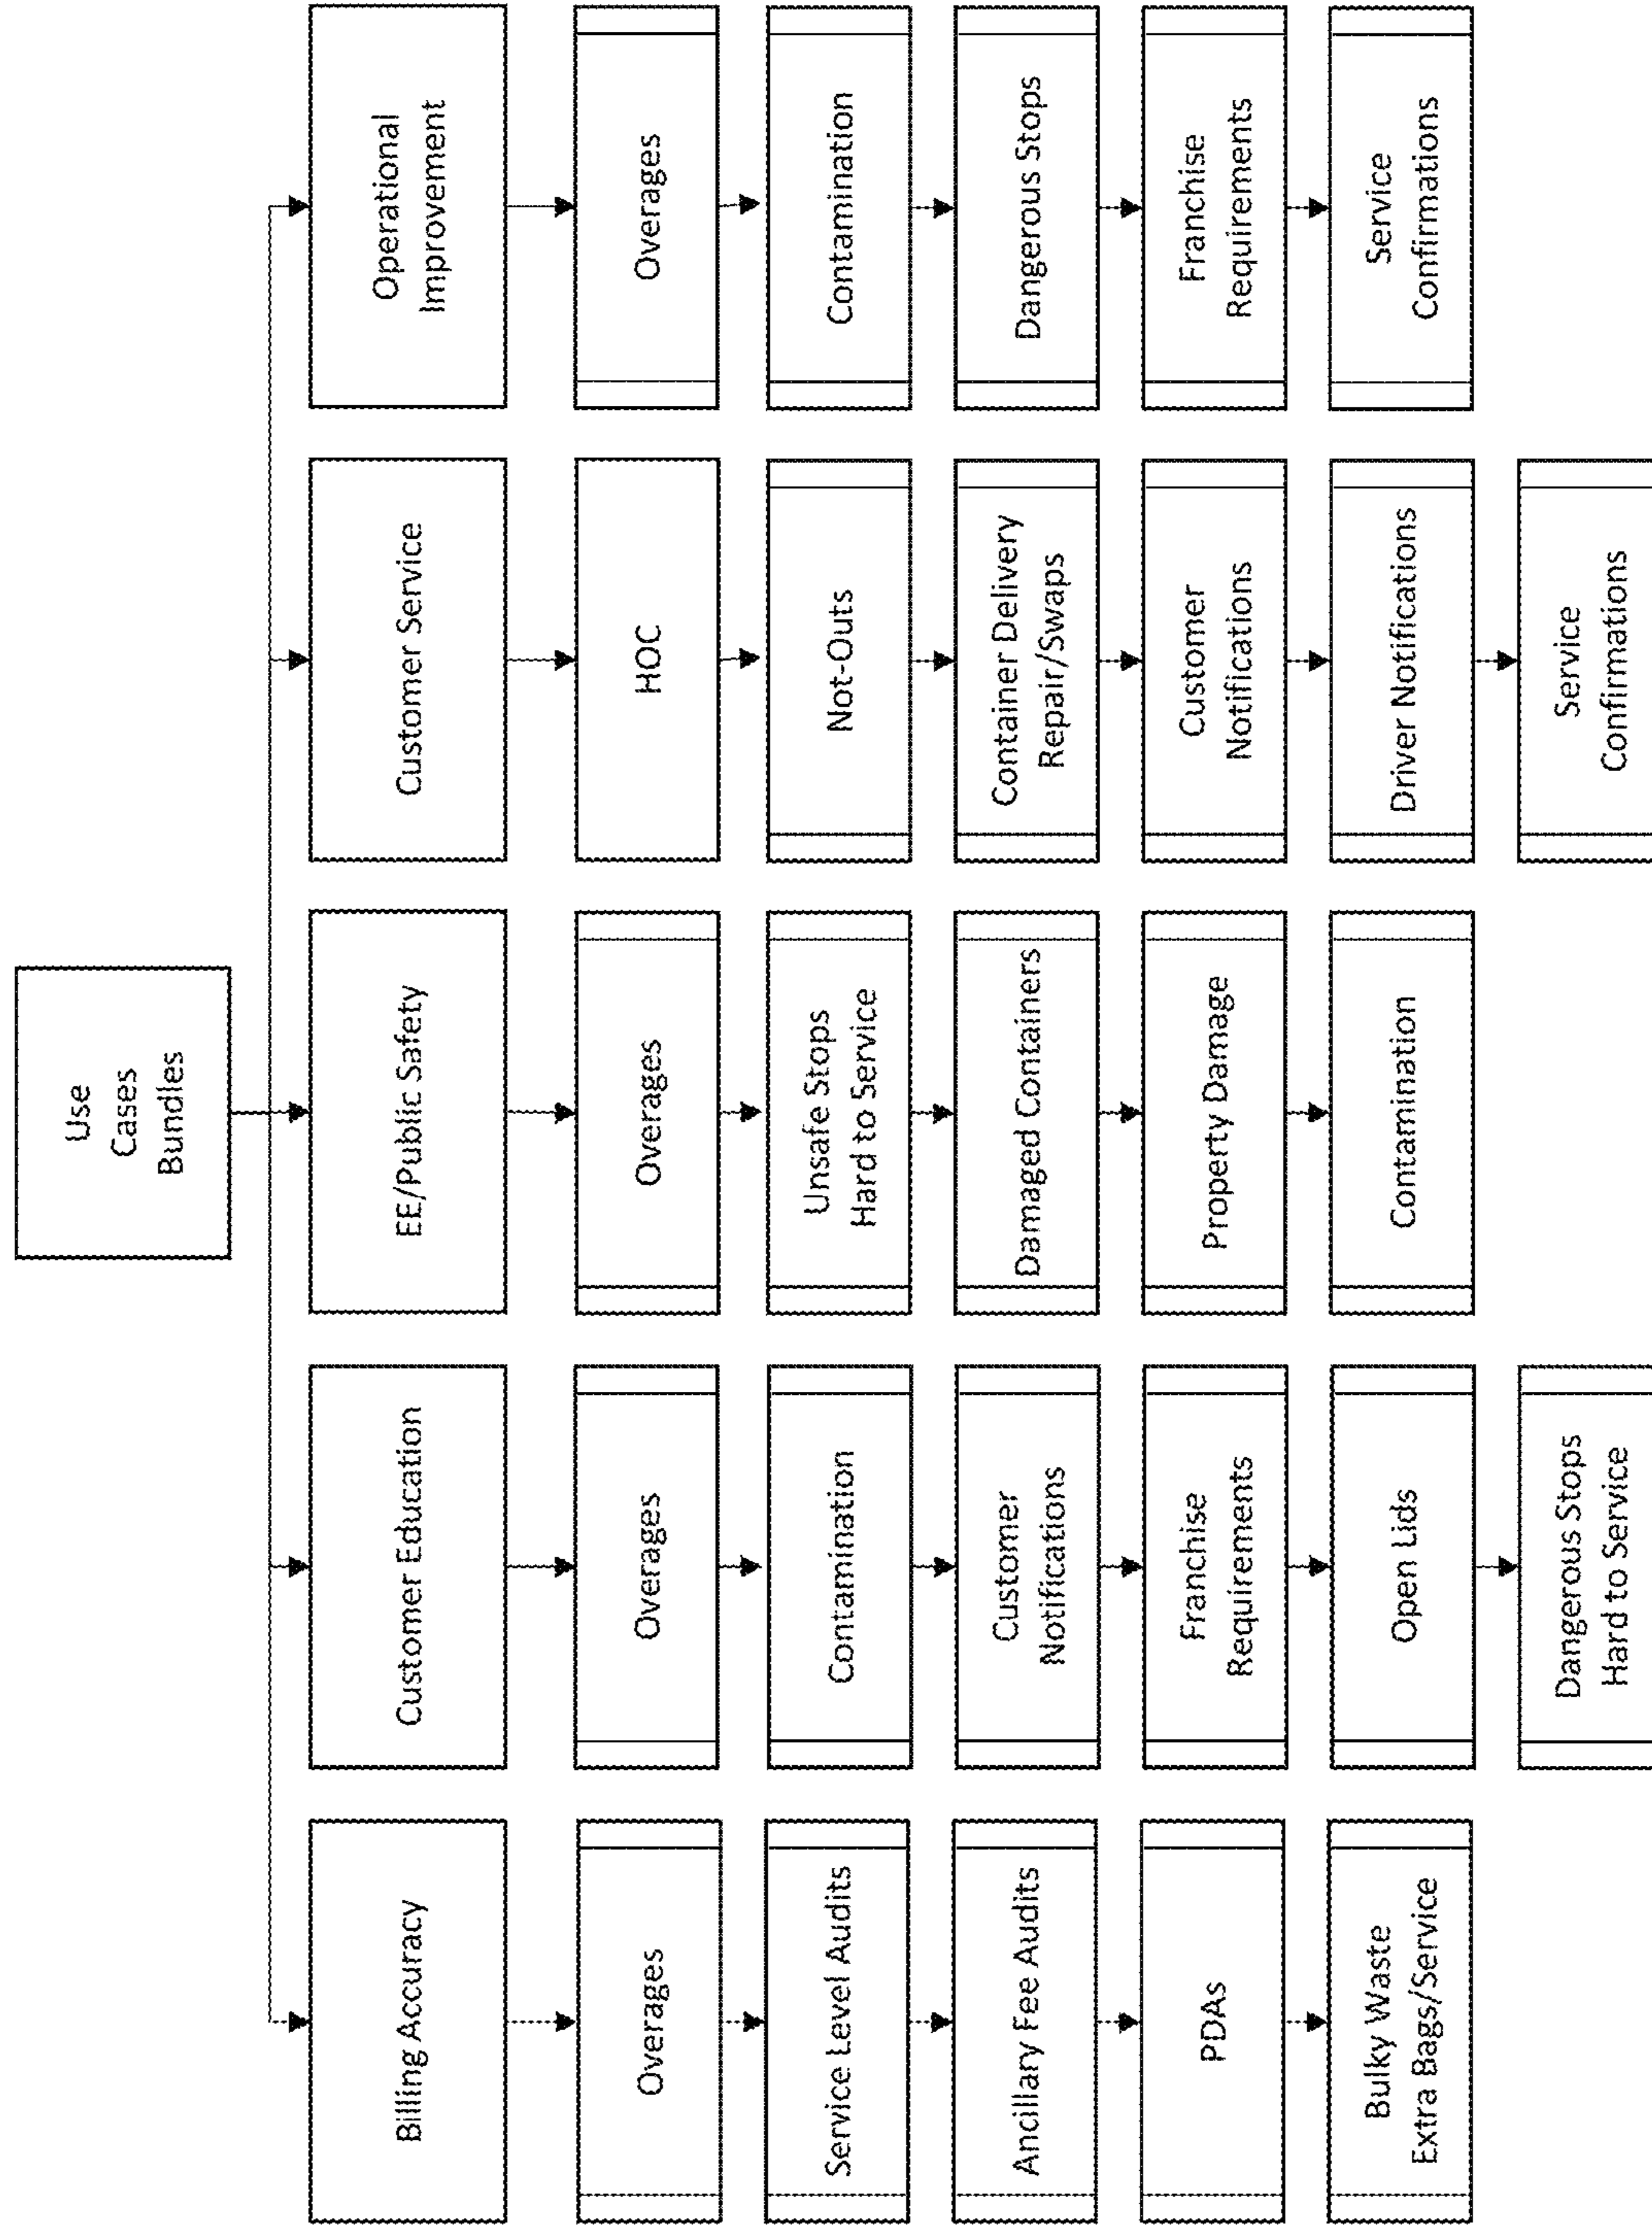 Use
Cases
Bundles
Billing Accuracy
Overages
Service Level Audits
Ancillary Fee Audits
PDAs
Bulky Waste
Extra Bags/Service
Customer Education
Overages
Contamination
Customer
Notifications
Franchise
Requirements
Open Lids
Dangerous Stops
Hard to Service
EE/Public Safety
Overages
Unsafe Stops
Hard to Service
Damaged Containers
Property Damage
Contamination
Customer Service
HOC
Not-Outs
Container Delivery
Repair/Swaps
Customer
Notifications
Driver Notifications
Service
Confirmations
Operational
Improvement
Overages
Contamination
Dangerous Stops
Franchise
Requirements
Service
Confirmations